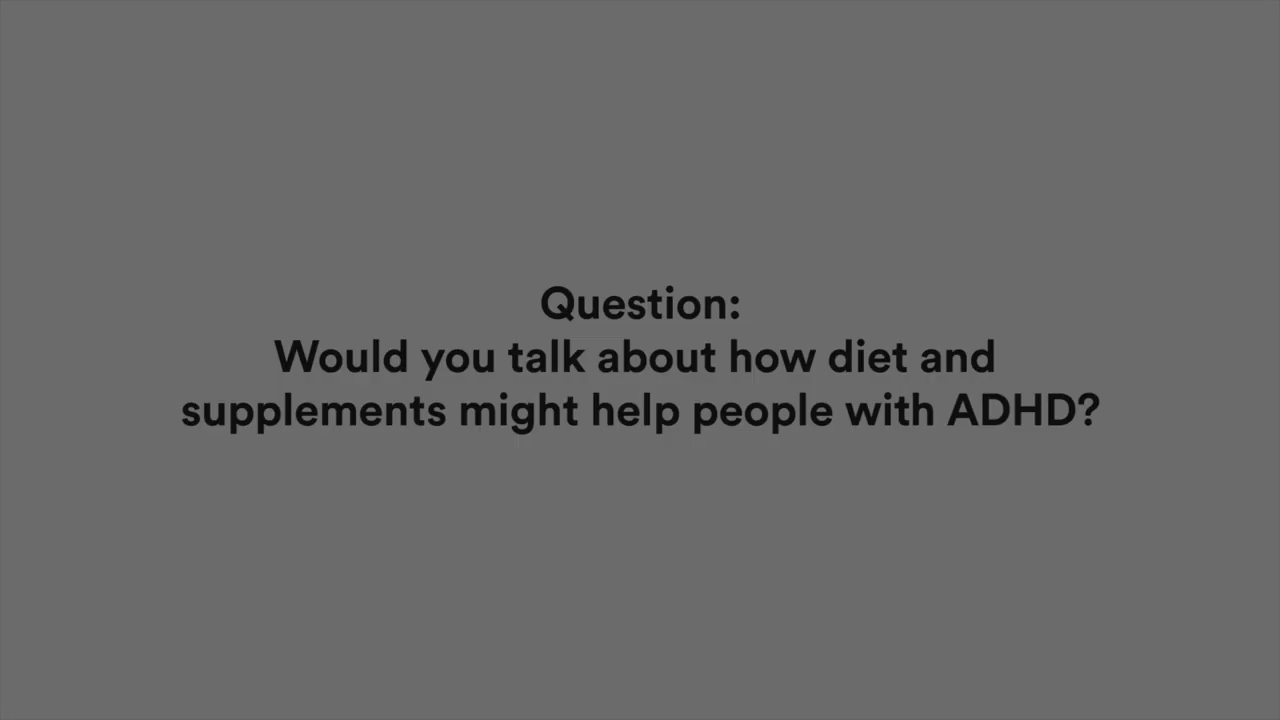 Question:
Would you talk about how diet and
supplements might help people with ADHD?